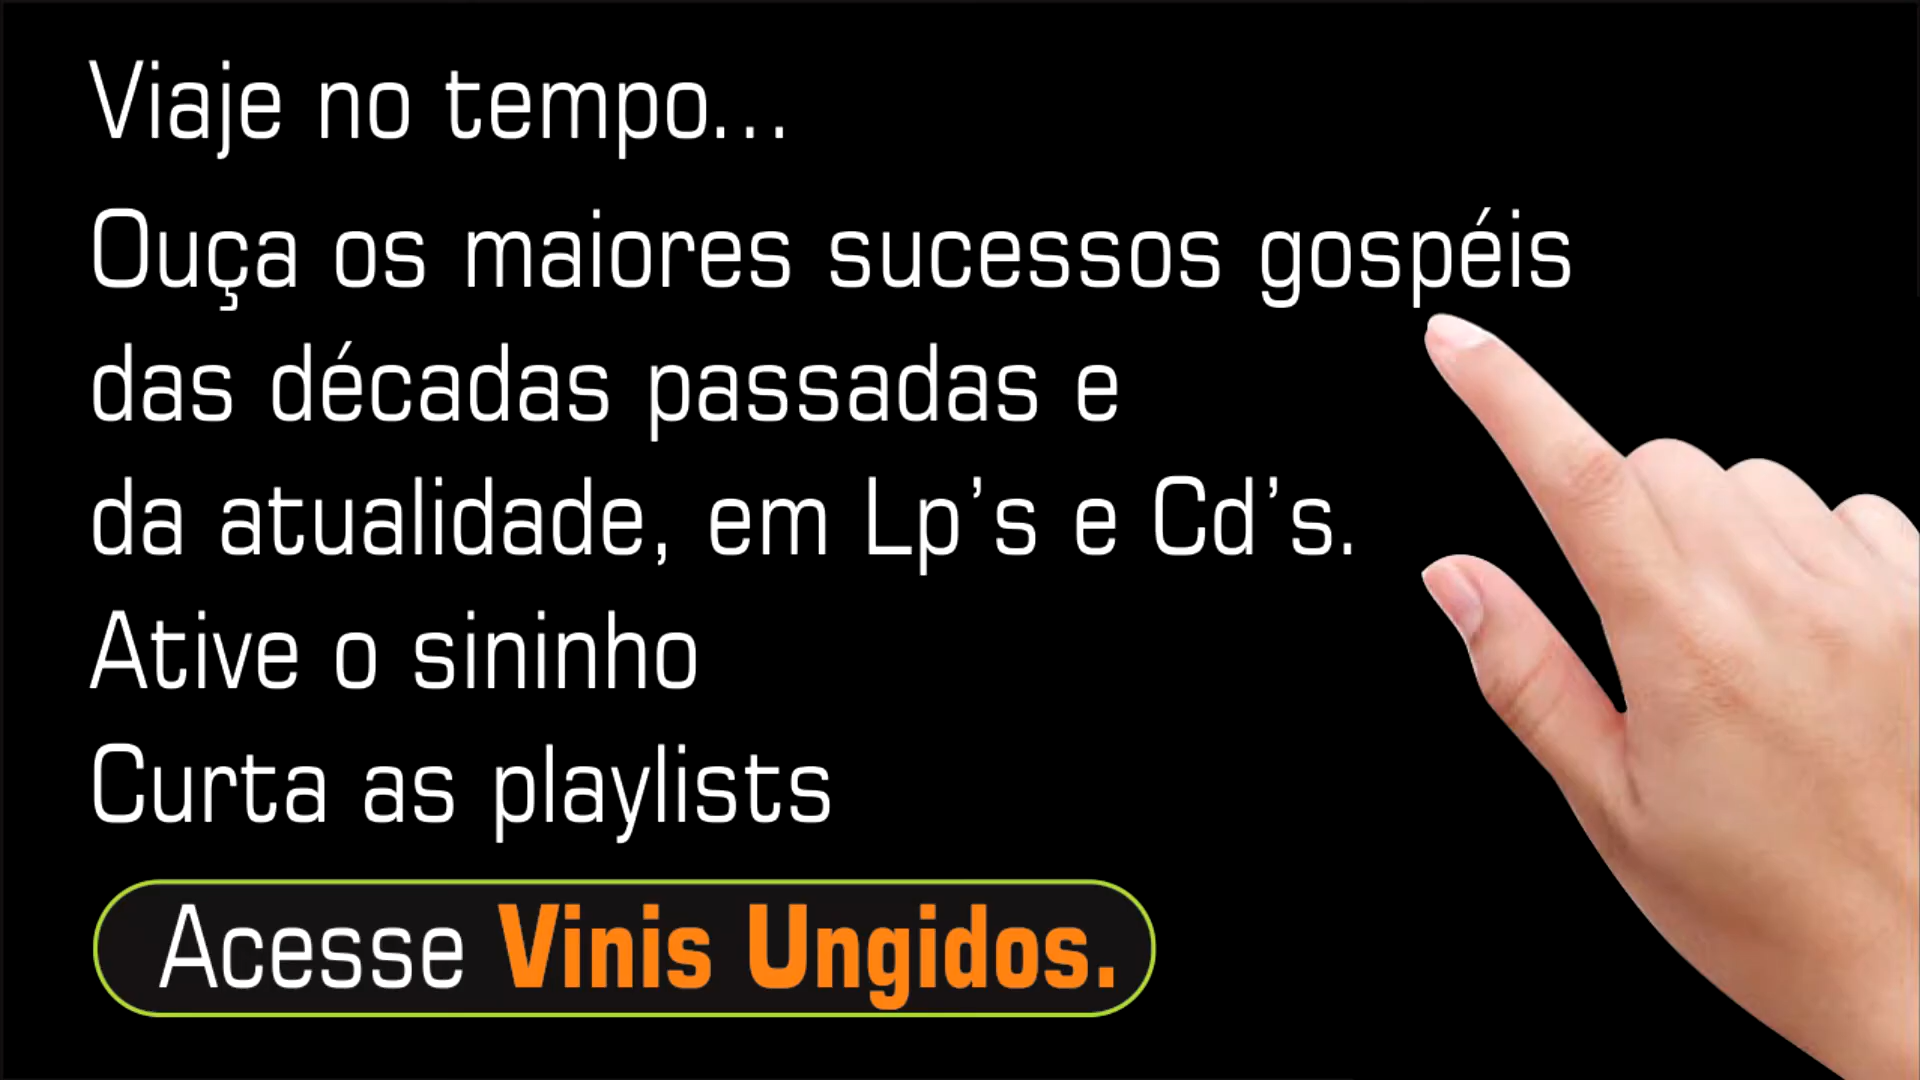 Viaje no tempo...
Ouça os maiores sucessos gospéis
das décadas passadas e
da atualidade, em Lp’s e Cd’s.
Ative o sininho
Curta as playlists
Acesse Vinis Ungidos.